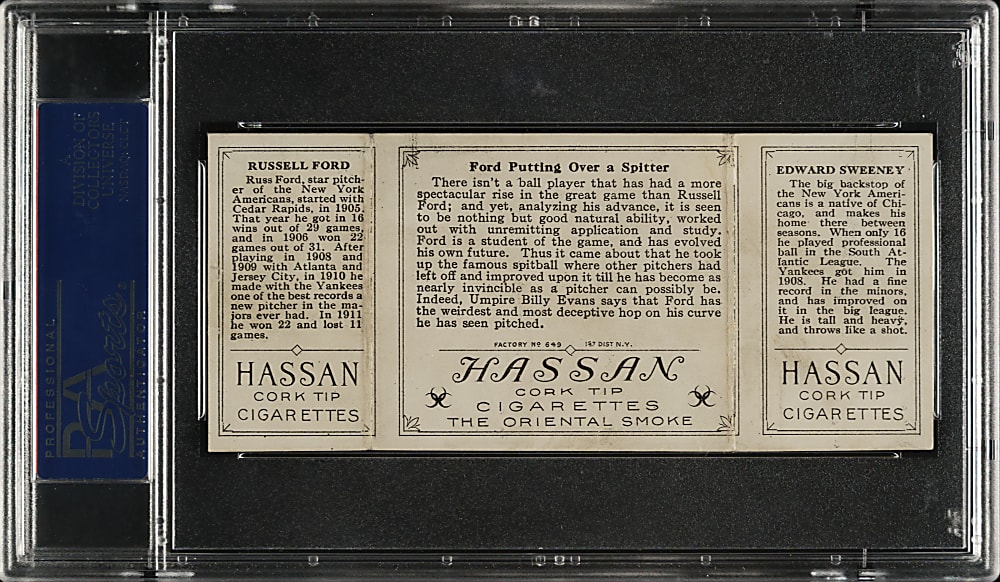 A
DIVISION OF
COLLECTORS
UNIVERSE
NASDAQ: CLCT
PROFESSIONAL
PSA
Sports
AUTHENTICATOR
RUSSELL FORD
Russ Ford, star pitch-
er of the New York
Americans, started with
Cedar Rapids, in 1905.
That year he got in 16
wins out of 29 games,
and in 1906 won 22
games out of 31. After
playing in 1908 and
1909 with Atlanta and
Jersey City, in 1910 he
made with the Yankees
one of the best records a
new pitcher in the ma-
jors ever had. In 1911
he won 22 and lost 11
games.
HASSAN
CORK TIP
CIGARETTES
Ford Putting Over a Spitter
There isn't a ball player that has had a more
spectacular rise in the great game than Russell
Ford; and yet, analyzing his advance, it is seen
to be nothing but good natural ability, worked
out with unremitting application and study.
Ford is a student of the game, and has evolved
his own future. Thus it came about that he took
up the famous spitball where other pitchers had
left off and improved upon it till he has become as
nearly invincible as a pitcher can possibly be.
Indeed, Umpire Billy Evans says that Ford has
the weirdest and most deceptive hop on his curve
he has seen pitched.
FACTORY Nº 649 1ST DIST N.Y.
HASSAN
CORK TIP
CIGARETTES
THE ORIENTAL SMOKE
EDWARD SWEENEY
The big backstop of
the New York Ameri-
cans is a native of Chi-
cago, and makes his
home there between
seasons. When only 16
he played professional
ball in the South At-
lantic League. The
Yankees got him in
1908. He had a fine
record in the minors,
and has improved on
it in the big league.
He is tall and heavy,
and throws like a shot.
HASSAN
CORK TIP
CIGARETTES